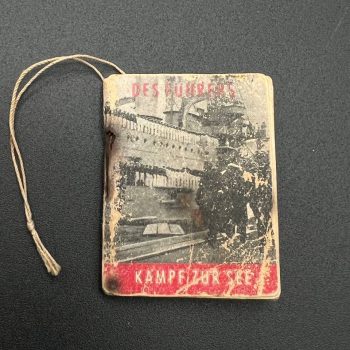 DES FÜHRERS
KAMPF ZUR SEE